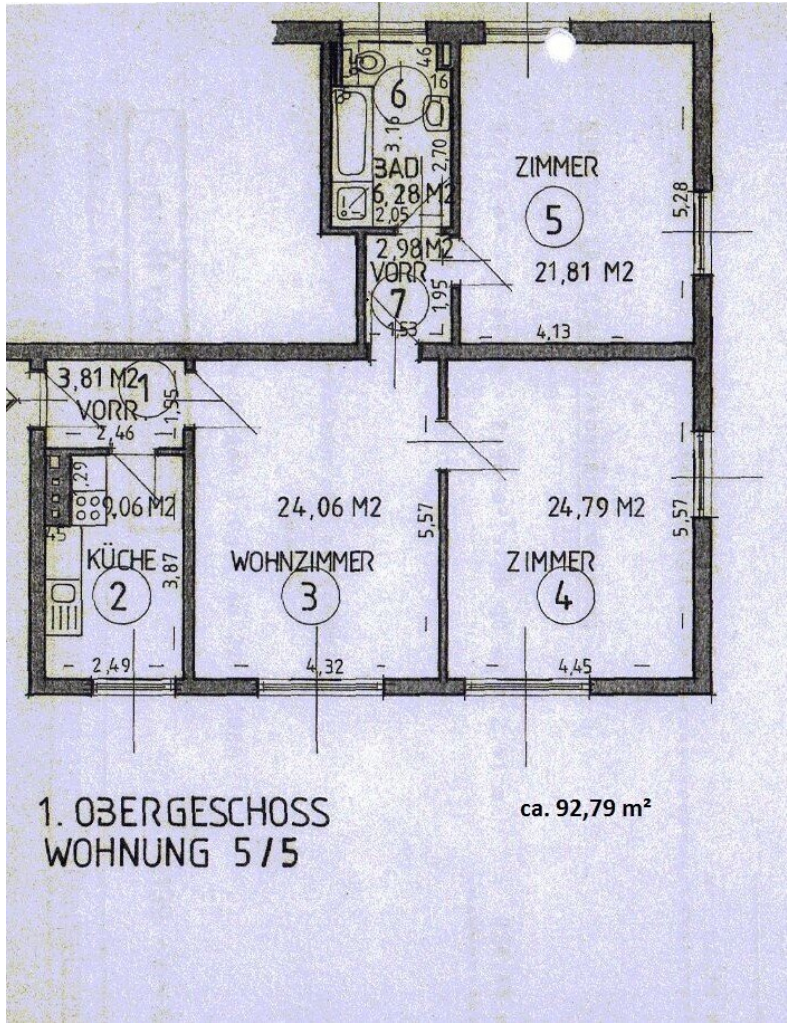 46
16
6
3.16
2,70
BAD
6,28 M2
2,05
ZIMMER
5
5,28
21,81 M2
4,13
2,98 M2
VORR
7
1,95
1,53
3,81 M2
1
VORR
1,55
2,46
1,29
9,06 M2
45
KÜCHE
2
3,87
2,49
24,06 M2
5,57
WOHNZIMMER
3
4,32
24,79 M2
5,57
ZIMMER
4
4,45
1. OBERGESCHOSS
WOHNUNG 5/5
ca. 92,79 m²